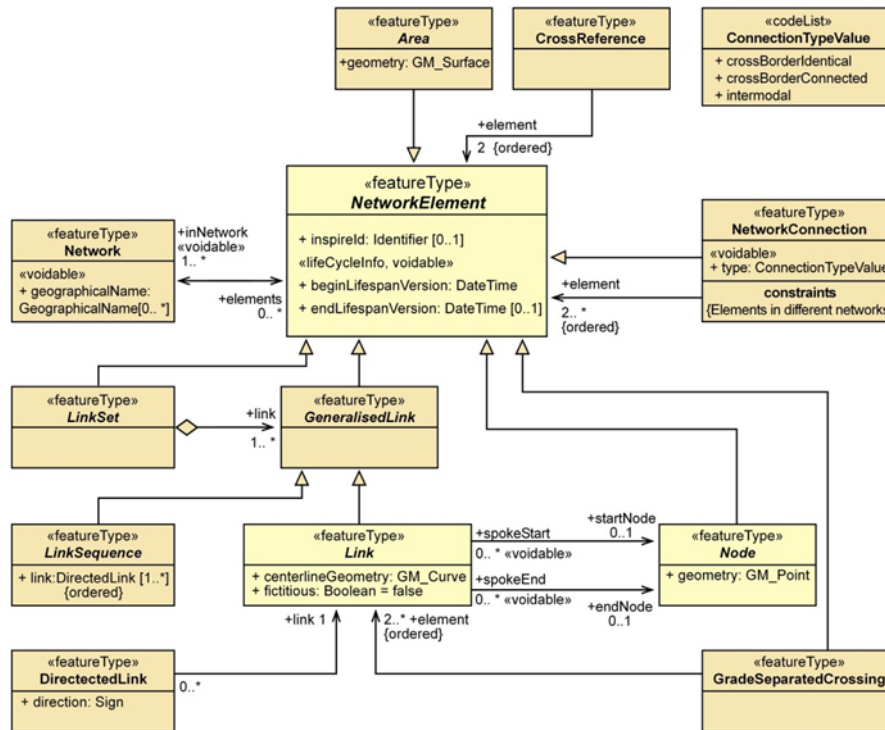 «featureType»
Area
+geometry: GM_Surface
«featureType»
CrossReference
«codeList»
ConnectionTypeValue
+ crossBorderIdentical
+ crossBorderConnected
+ intermodal
+element
2 {ordered}
«featureType»
NetworkElement
+ inspireId: Identifier [0..1]
«lifeCycleInfo, voidable»
+ beginLifespanVersion: DateTime
+ endLifespanVersion: DateTime [0..1]
«featureType»
Network
«voidable»
+ geographicalName:
GeographicalName[0..*]
+inNetwork
«voidable»
1.. *
+elements
0.. *
«featureType»
NetworkConnection
«voidable»
+ type: ConnectionTypeValue
constraints
{Elements in different networks
+element
2.. *
{ordered}
«featureType»
LinkSet
+link
1.. *
«featureType»
GeneralisedLink
«featureType»
LinkSequence
+ link:DirectedLink [1..*]
{ordered}
«featureType»
Link
+ centerlineGeometry: GM_Curve
+ fictitious: Boolean = false
+spokeStart
0.. * «voidable»
+startNode
0..1
+spokeEnd
0.. * «voidable»
+endNode
0..1
«featureType»
Node
+ geometry: GM_Point
+link 1
2..* +element
{ordered}
«featureType»
DirectectedLink
+ direction: Sign
0..*
«featureType»
GradeSeparatedCrossing